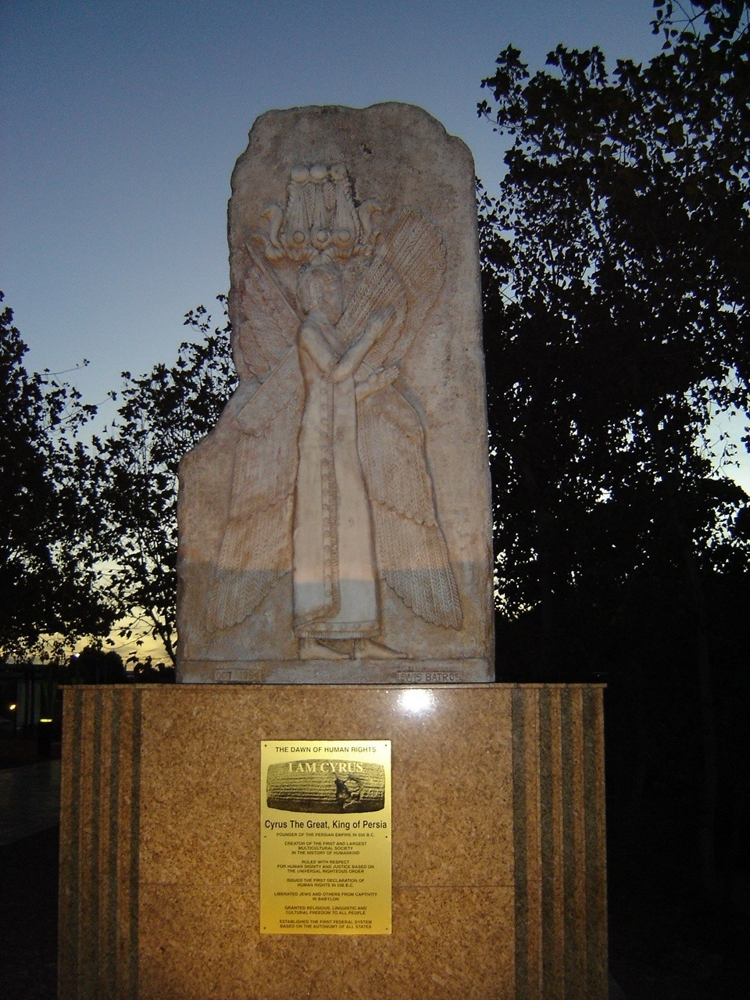 OCT. 1994
LEWIS BATROS
THE DAWN OF HUMAN RIGHTS
I AM CYRUS
Cyrus The Great, King of Persia
FOUNDER OF THE PERSIAN EMPIRE IN 550 B.C.
CREATOR OF THE FIRST AND LARGEST
MULTICULTURAL SOCIETY
IN THE HISTORY OF HUMANKIND
RULED WITH RESPECT
FOR HUMAN DIGNITY AND JUSTICE BASED ON
THE UNIVERSAL RIGHTEOUS ORDER
ISSUED THE FIRST DECLARATION OF
HUMAN RIGHTS IN 538 B.C.
LIBERATED JEWS AND OTHERS FROM CAPTIVITY
IN BABYLON
GRANTED RELIGIOUS, LINGUISTIC AND
CULTURAL FREEDOM TO ALL PEOPLE
ESTABLISHED THE FIRST FEDERAL SYSTEM
BASED ON THE AUTONOMY OF ALL STATES